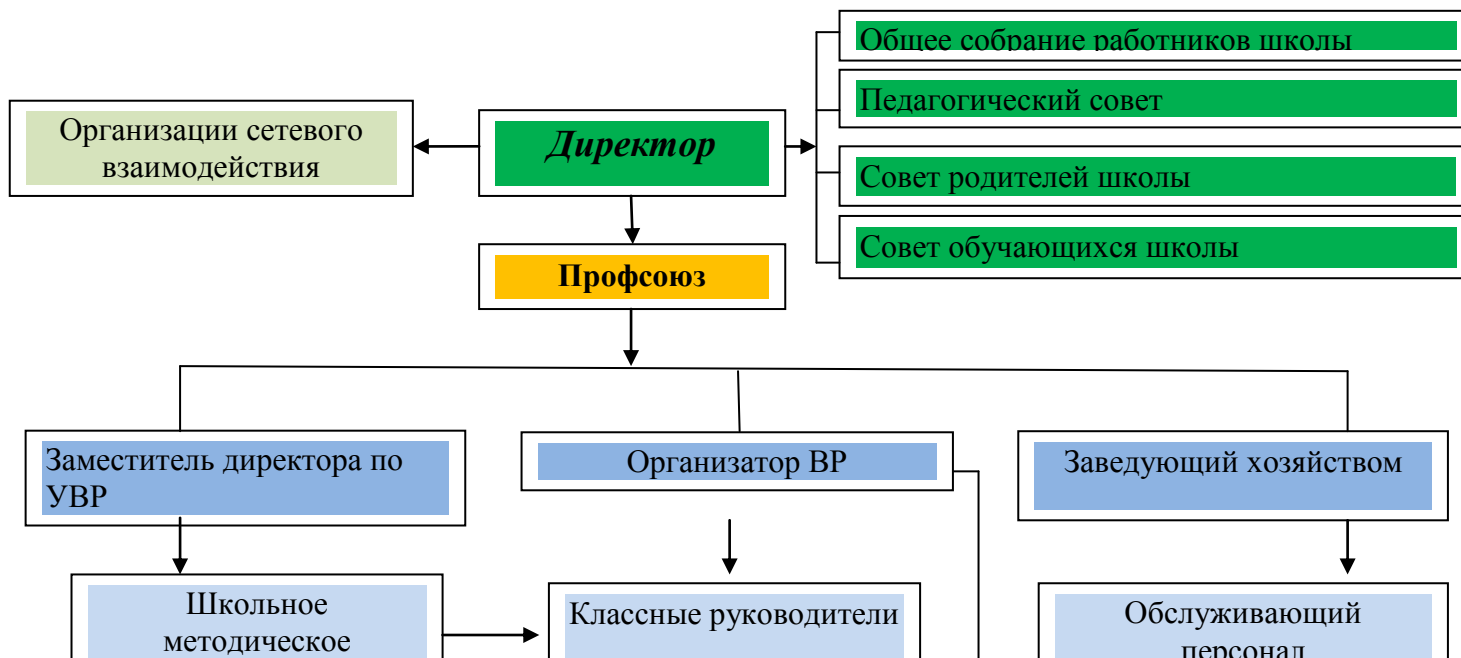 Общее собрание работников школы
Педагогический совет
Организации сетевого
взаимодействия
Директор
Совет родителей школы
Совет обучающихся школы
Профсоюз
Заместитель директора по
УВР
Организатор ВР
Заведующий хозяйством
Школьное
методическое
Классные руководители
Обслуживающий
персонал